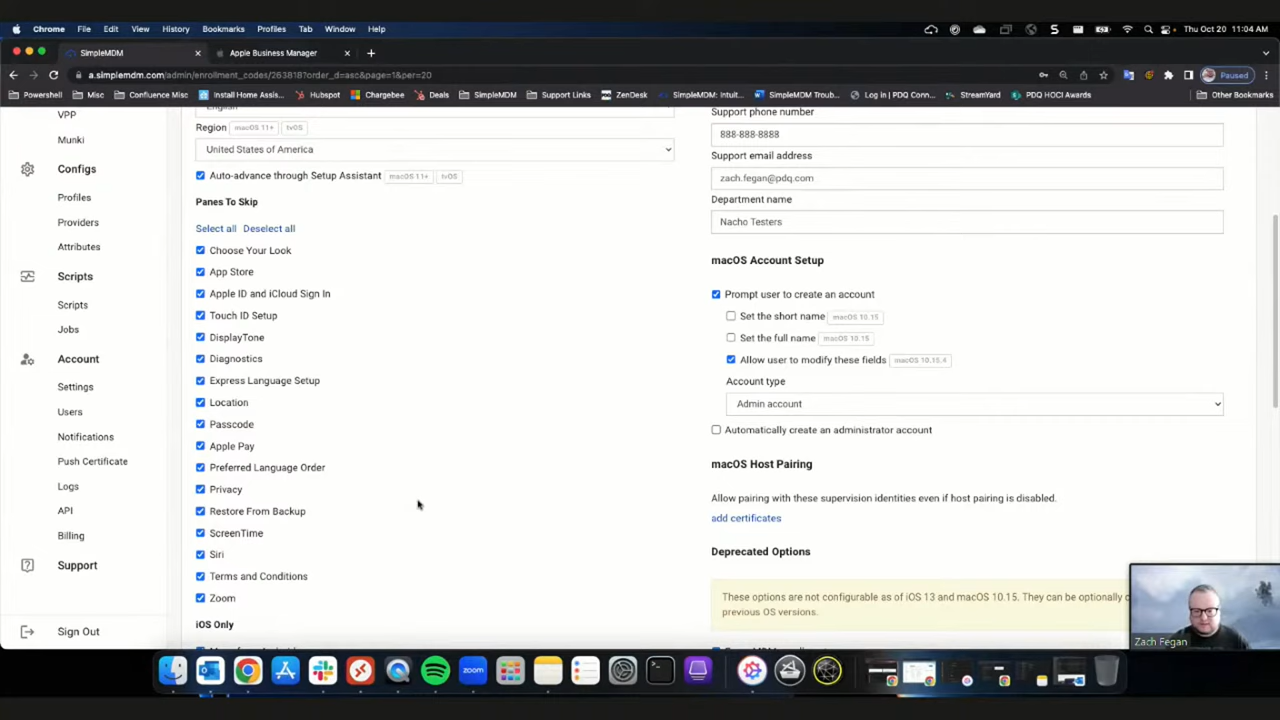 Chrome File Edit View History Bookmarks Profiles Tab Window Help Thu Oct 20 11:04 AM
SimpleMDM Apple Business Manager
a.simplemdm.com/admin/enrollment_codes/263818?order_d=asc&page=1&per=20 Paused
Powershell Misc Confluence Misc Install Home Assis... Hubspot Chargebee Deals SimpleMDM Support Links ZenDesk SimpleMDM: Intuit... SimpleMDM Troub... Log in | PDQ Conn... StreamYard PDQ HOCI Awards Other Bookmarks
VPP
Munki
Configs
Profiles
Providers
Attributes
Scripts
Scripts
Jobs
Account
Settings
Users
Notifications
Push Certificate
Logs
API
Billing
Support
Sign Out
English
Region macOS 11+ tvOS
United States of America
Auto-advance through Setup Assistant macOS 11+ tvOS
Panes To Skip
Select all Deselect all
Choose Your Look
App Store
Apple ID and iCloud Sign In
Touch ID Setup
DisplayTone
Diagnostics
Express Language Setup
Location
Passcode
Apple Pay
Preferred Language Order
Privacy
Restore From Backup
ScreenTime
Siri
Terms and Conditions
Zoom
iOS Only
Support phone number
888-888-8888
Support email address
zach.fegan@pdq.com
Department name
Nacho Testers
macOS Account Setup
Prompt user to create an account
Set the short name macOS 10.15
Set the full name macOS 10.15
Allow user to modify these fields macOS 10.15.4
Account type
Admin account
Automatically create an administrator account
macOS Host Pairing
Allow pairing with these supervision identities even if host pairing is disabled.
add certificates
Deprecated Options
These options are not configurable as of iOS 13 and macOS 10.15. They can be optionally
previous OS versions.
Zach Fegan
zoom